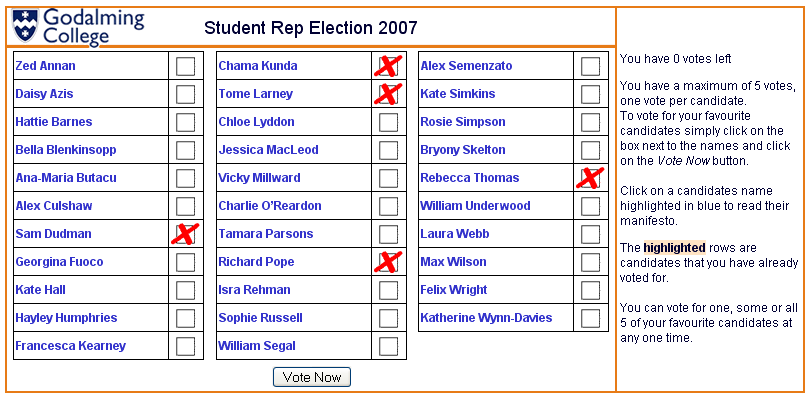 Godalming
College
Student Rep Election 2007
Zed Annan
Daisy Azis
Hattie Barnes
Bella Blenkinsopp
Ana-Maria Butacu
Alex Culshaw
Sam Dudman
Georgina Fuoco
Kate Hall
Hayley Humphries
Francesca Kearney
Chama Kunda
Tome Larney
Chloe Lyddon
Jessica MacLeod
Vicky Millward
Charlie O'Reardon
Tamara Parsons
Richard Pope
Isra Rehman
Sophie Russell
William Segal
Alex Semenzato
Kate Simkins
Rosie Simpson
Bryony Skelton
Rebecca Thomas
William Underwood
Laura Webb
Max Wilson
Felix Wright
Katherine Wynn-Davies
Vote Now
You have 0 votes left
You have a maximum of 5 votes,
one vote per candidate.
To vote for your favourite
candidates simply click on the
box next to the names and click
on the Vote Now button.
Click on a candidates name
highlighted in blue to read their
manifesto.
The highlighted rows are
candidates that you have already
voted for.
You can vote for one, some or all
5 of your favourite candidates at
any one time.